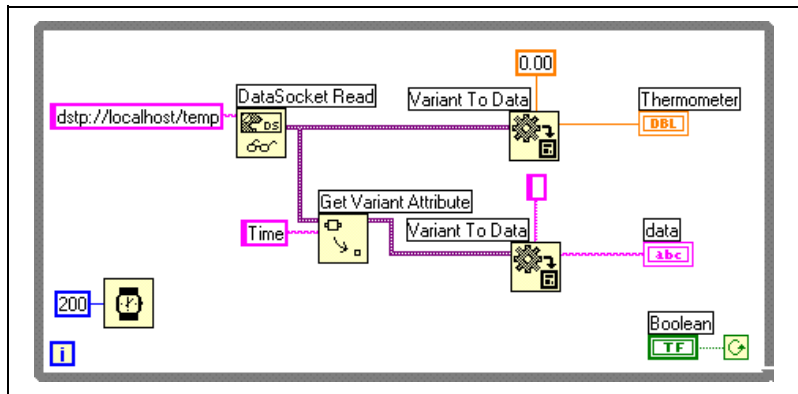 0.00
DataSocket Read
Variant To Data
Thermometer
dstp://localhost/temp
DS
DBL
Get Variant Attribute
Time
Variant To Data
data
abc
200
Boolean
i
TF